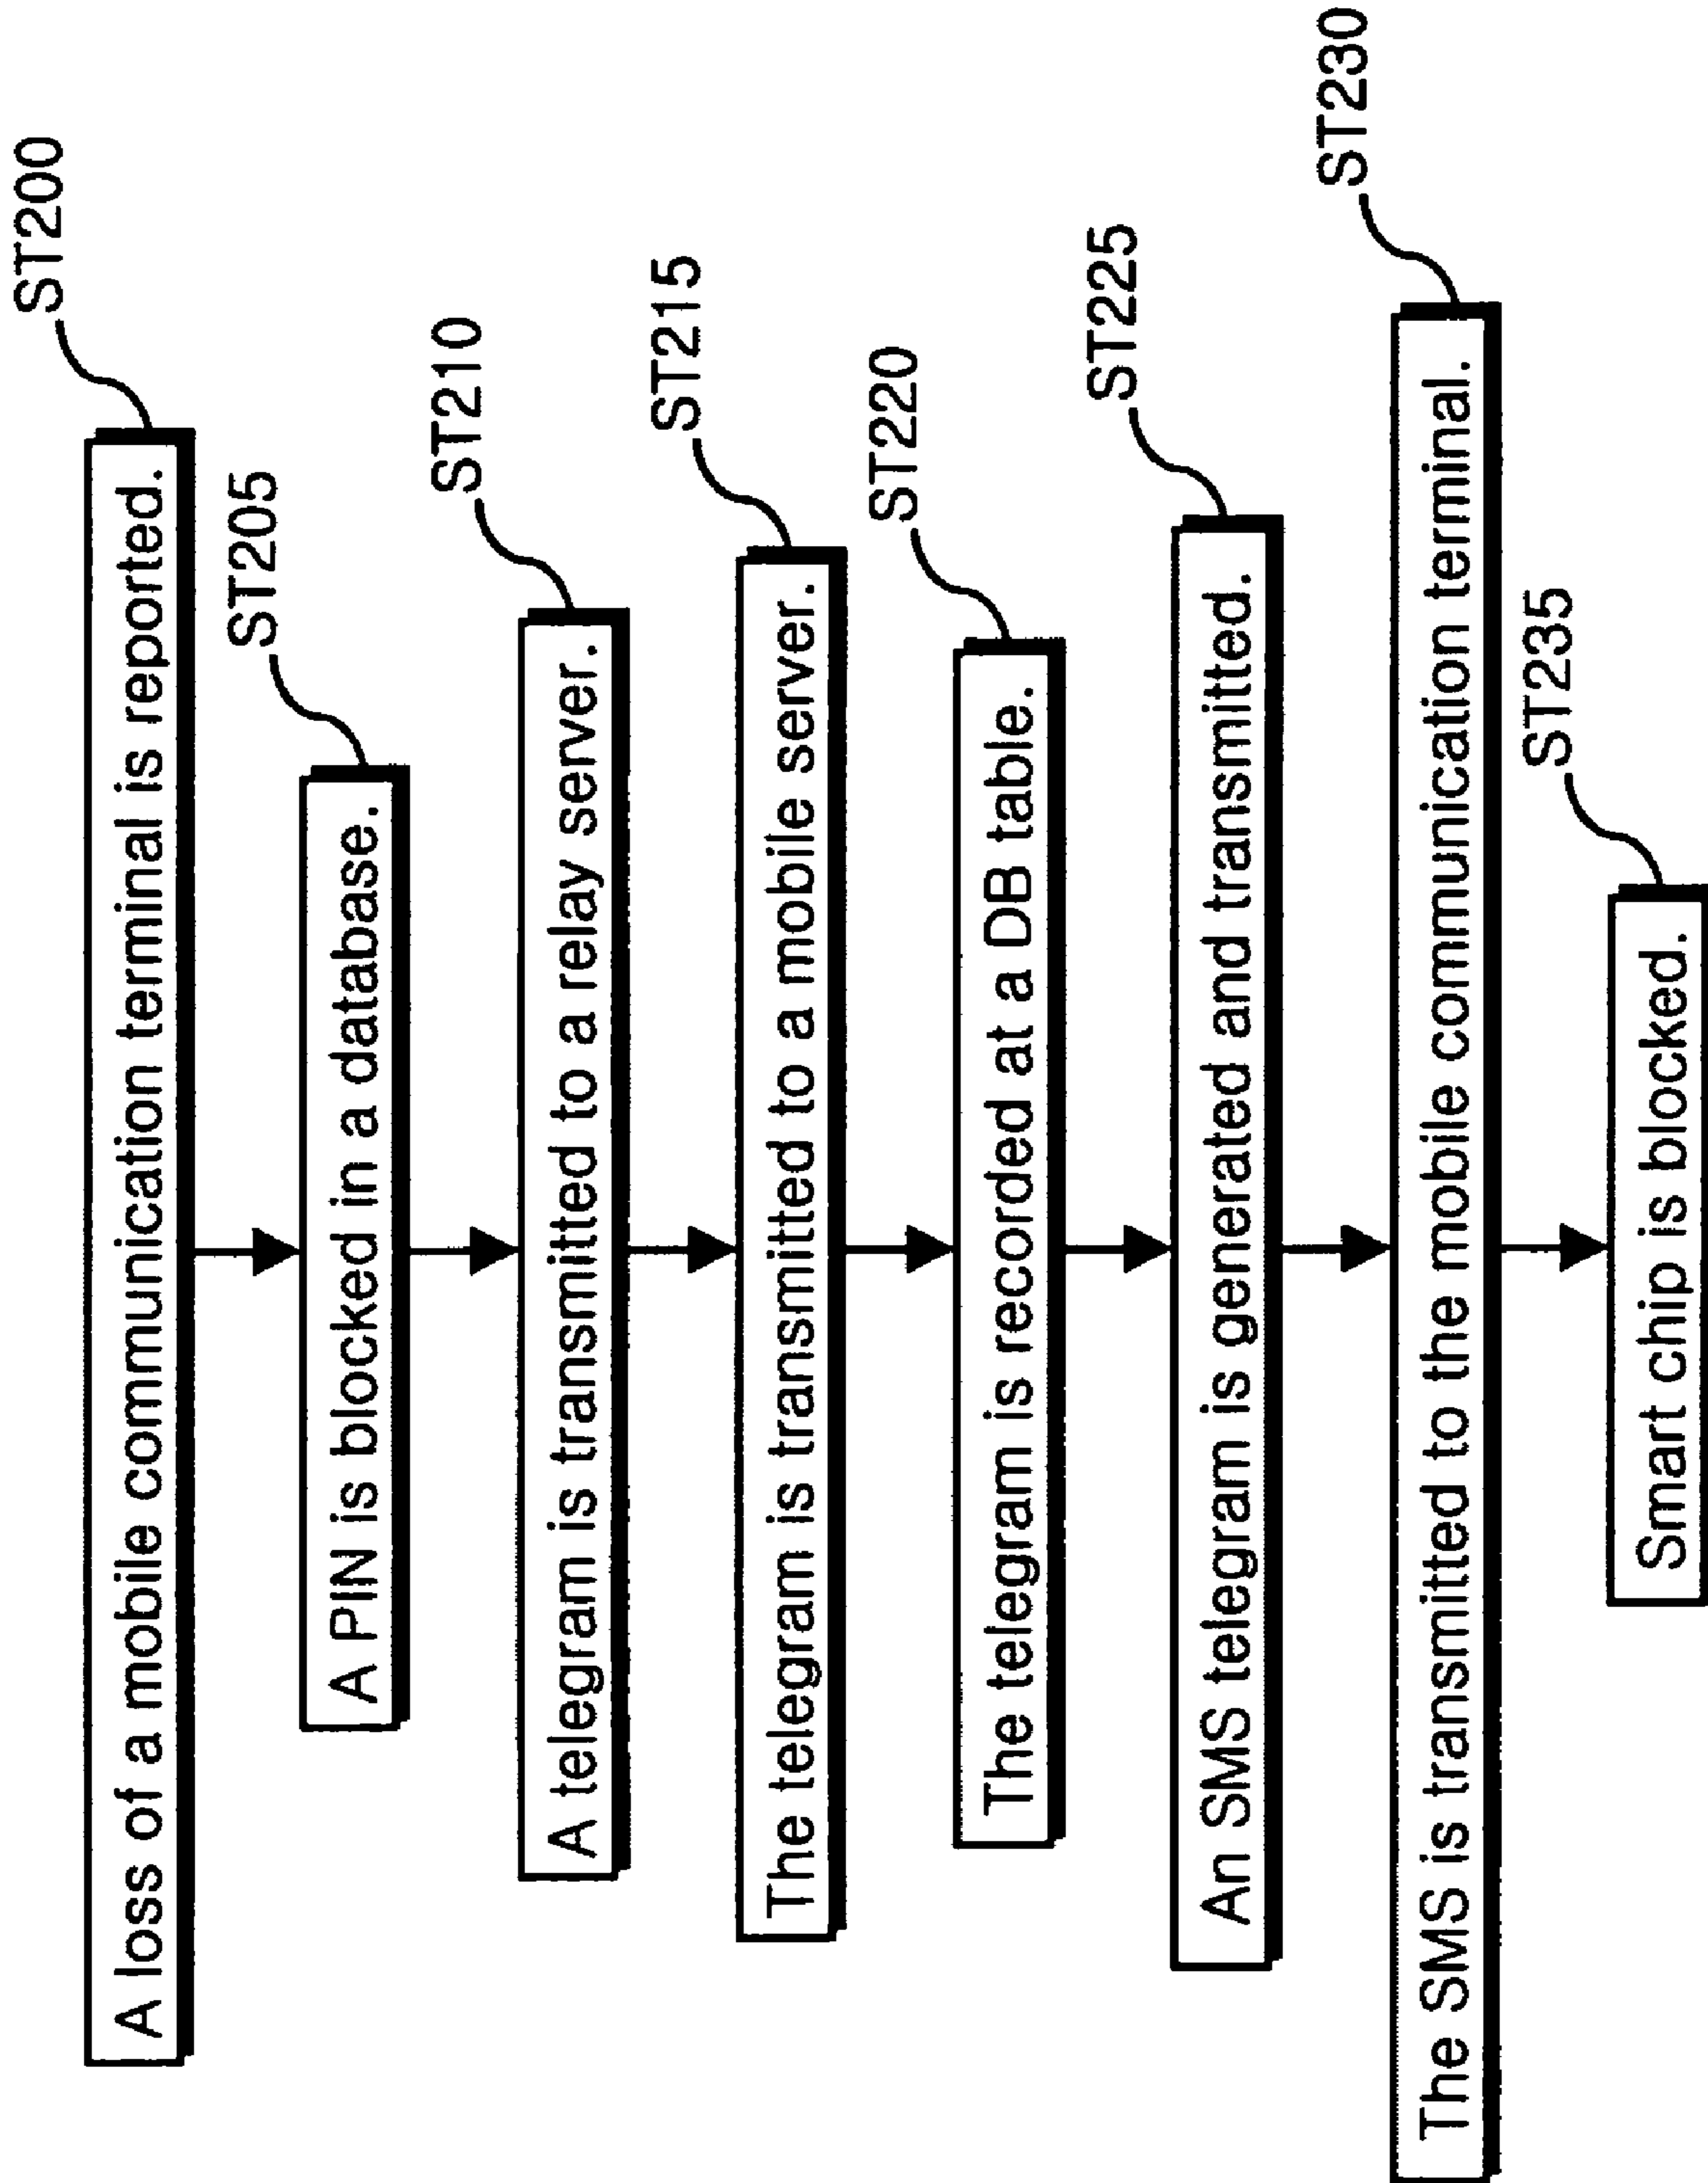 ST200
A loss of a mobile communication terminal is reported.
ST205
A PIN is blocked in a database.
ST210
A telegram is transmitted to a relay server.
ST215
The telegram is transmitted to a mobile server.
ST220
The telegram is recorded at a DB table.
ST225
An SMS telegram is generated and transmitted.
ST230
The SMS is transmitted to the mobile communication terminal.
ST235
Smart chip is blocked.